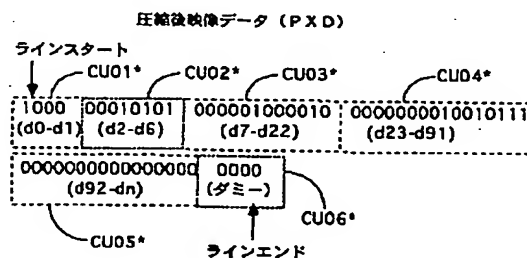 圧縮後映像データ (PXD)
ラインスタート
CU01* CU02* CU03* CU04*
1000 00010101 000001000010 0000000010010111
(d0-d1) (d2-d6) (d7-d22) (d23-d91)
0000000000000000 0000
(d92-dn) (ダミー)
CU05* CU06*
ラインエンド